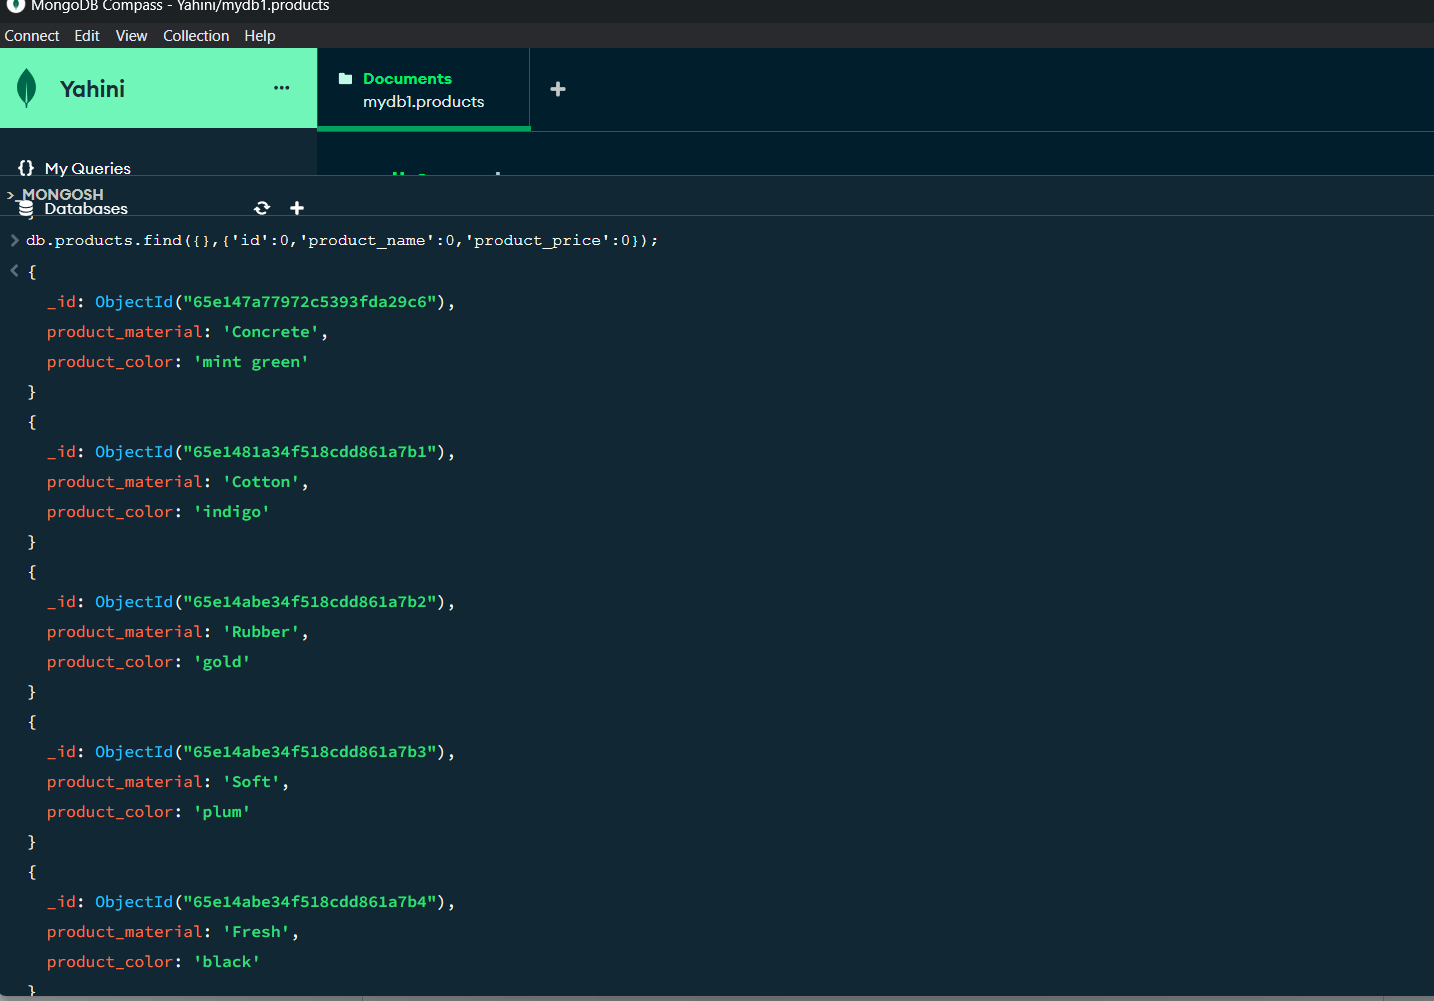 MongoDB Compass - Yahini/mydb1.products
Connect Edit View Collection Help
Yahini ...
Documents
mydb1.products
{} My Queries
>_MONGOSH
Databases
db.products.find({},{'id':0,'product_name':0,'product_price':0});
{
_id: ObjectId("65e147a77972c5393fda29c6"),
product_material: 'Concrete',
product_color: 'mint green'
}
{
_id: ObjectId("65e1481a34f518cdd861a7b1"),
product_material: 'Cotton',
product_color: 'indigo'
}
{
_id: ObjectId("65e14abe34f518cdd861a7b2"),
product_material: 'Rubber',
product_color: 'gold'
}
{
_id: ObjectId("65e14abe34f518cdd861a7b3"),
product_material: 'Soft',
product_color: 'plum'
}
{
_id: ObjectId("65e14abe34f518cdd861a7b4"),
product_material: 'Fresh',
product_color: 'black'
}